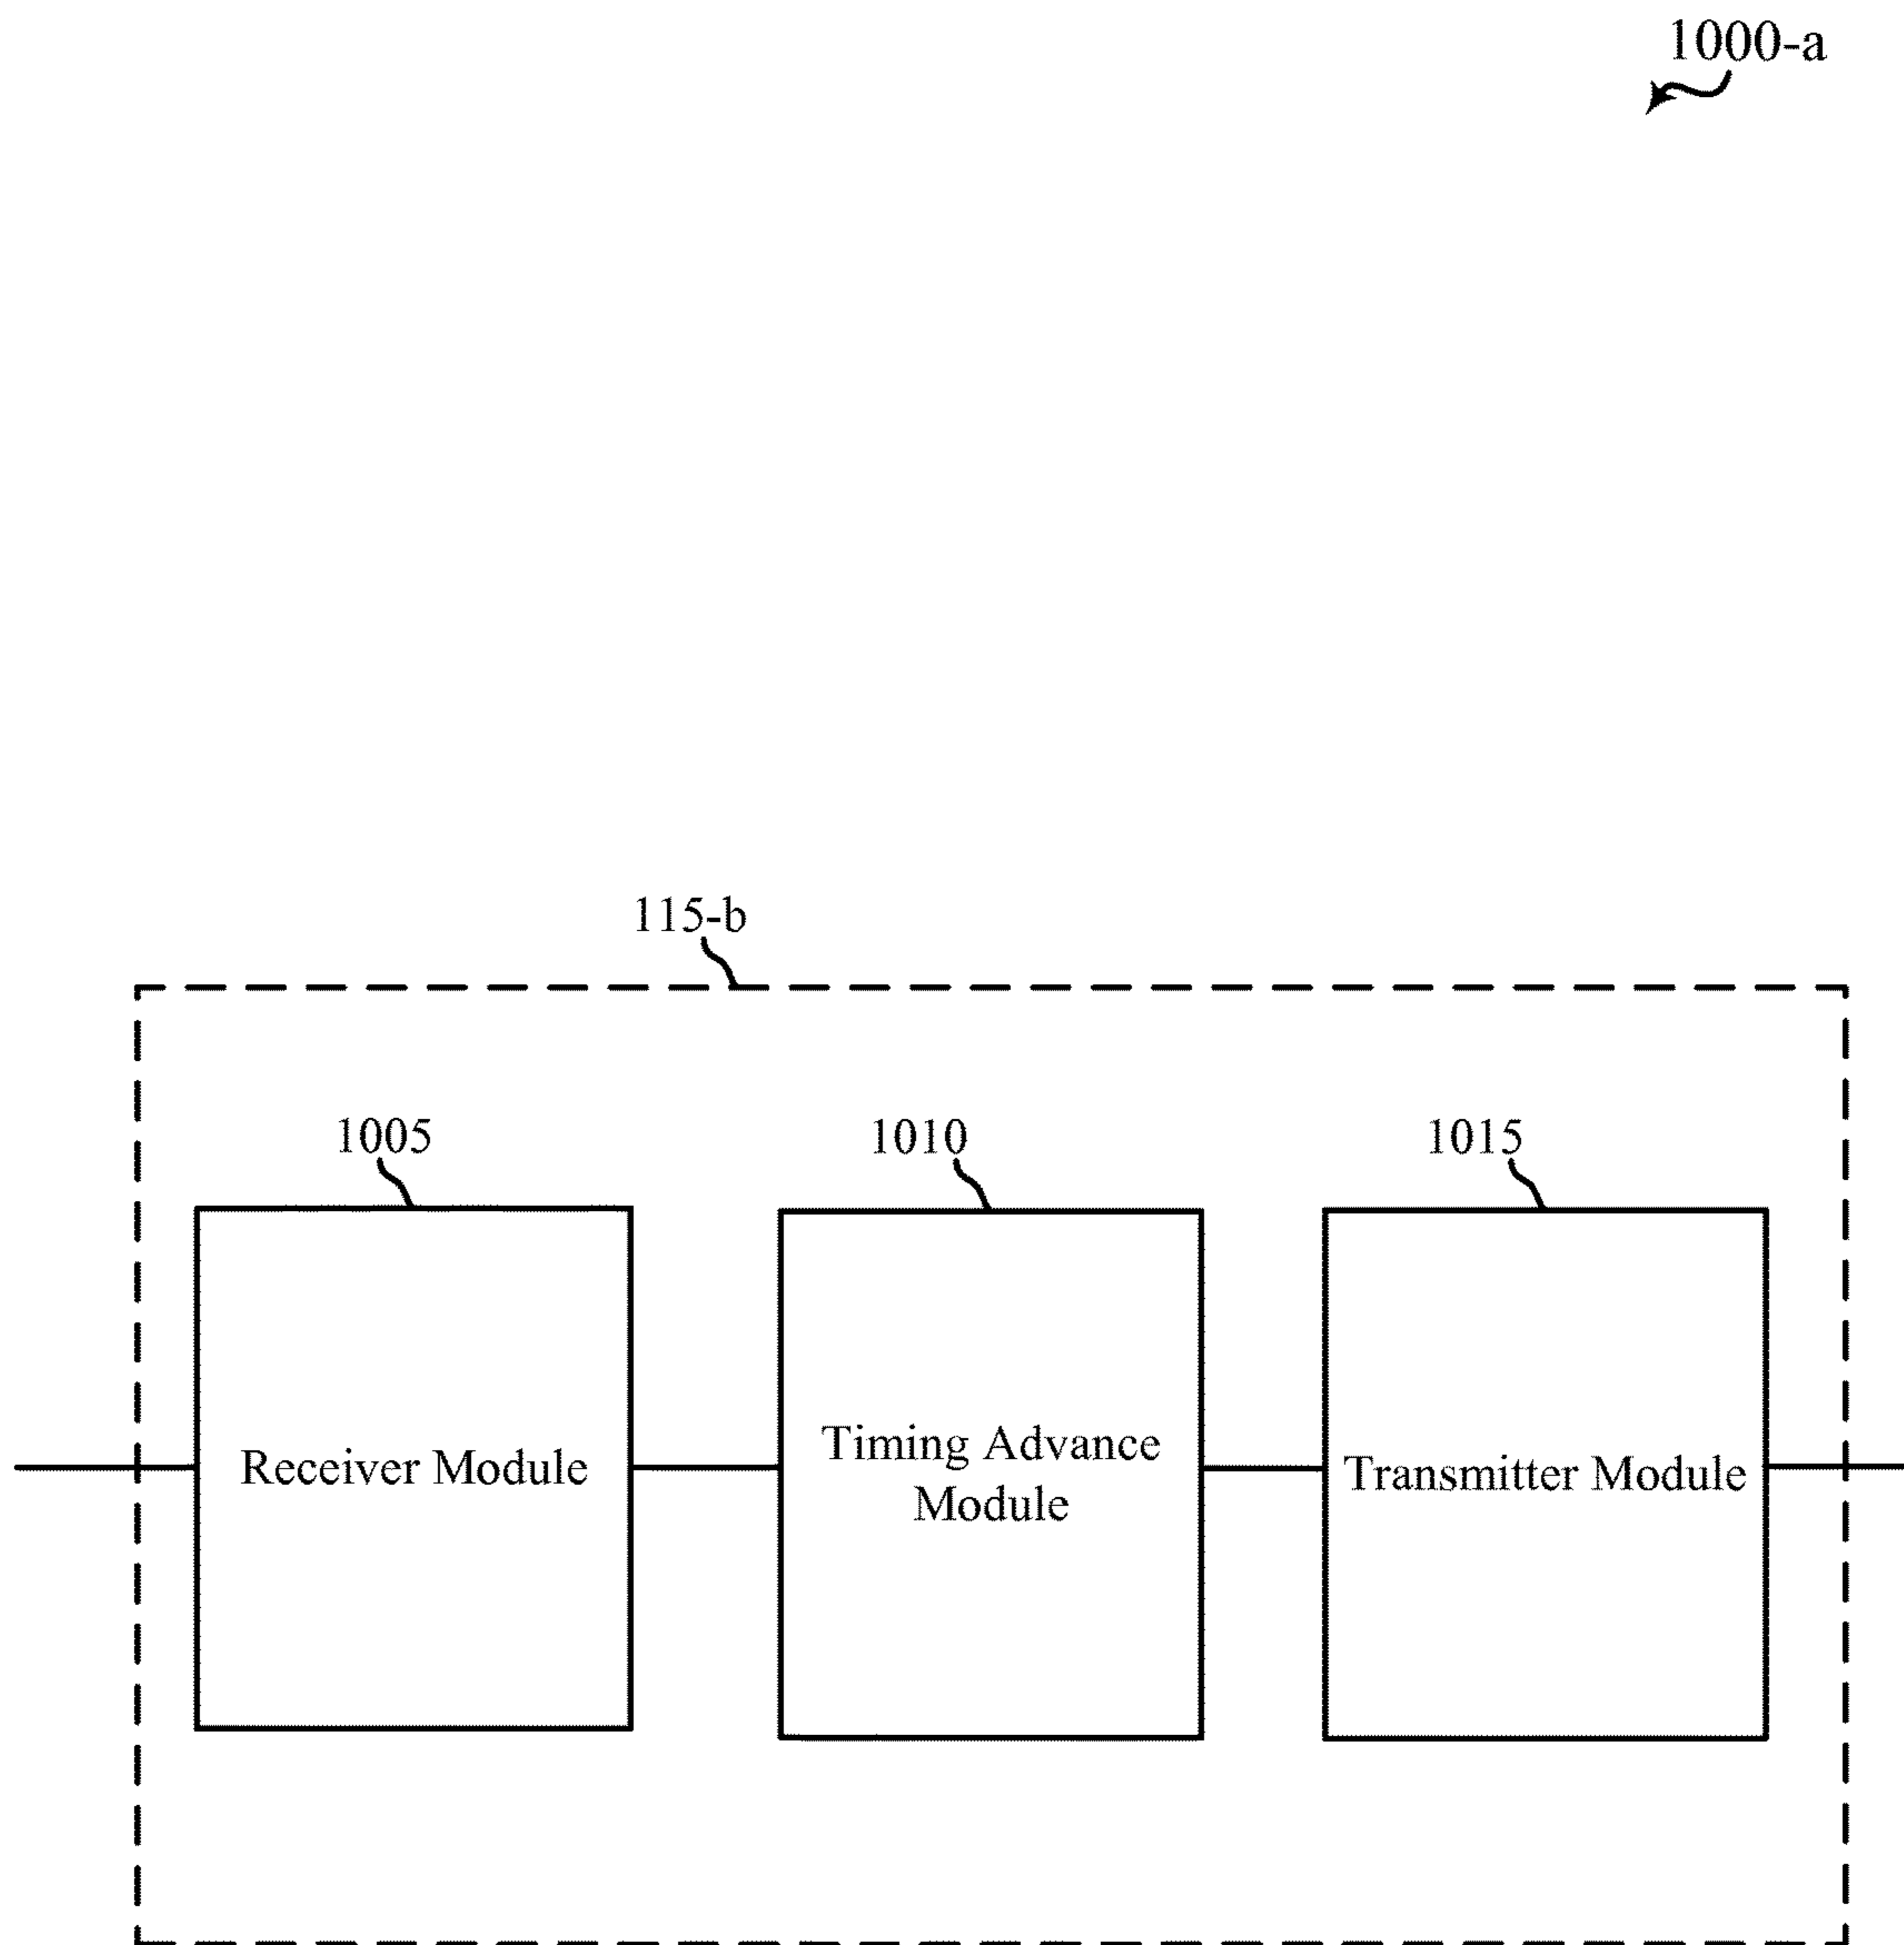 1000-a
115-b
1005
1010
1015
Receiver Module
Timing Advance
Module
Transmitter Module